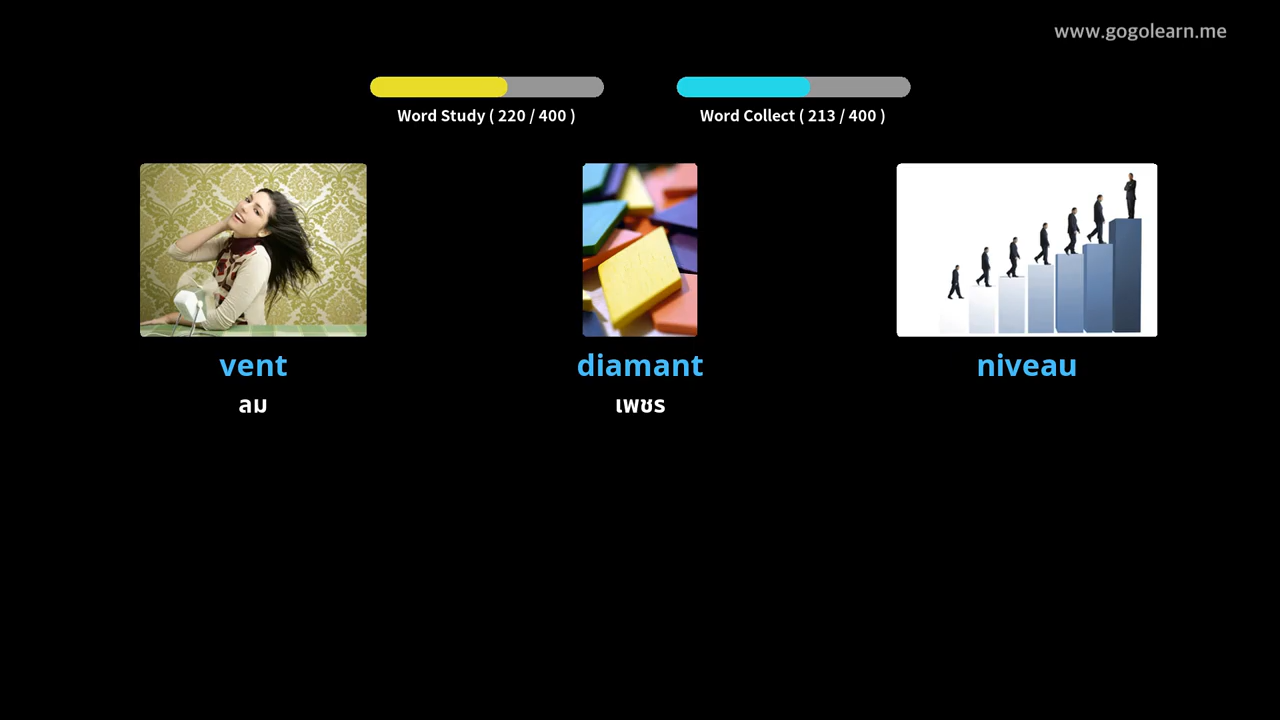 www.gogolearn.me
Word Study ( 220 / 400 )
Word Collect ( 213 / 400 )
vent
diamant
niveau
ลม
เพชร